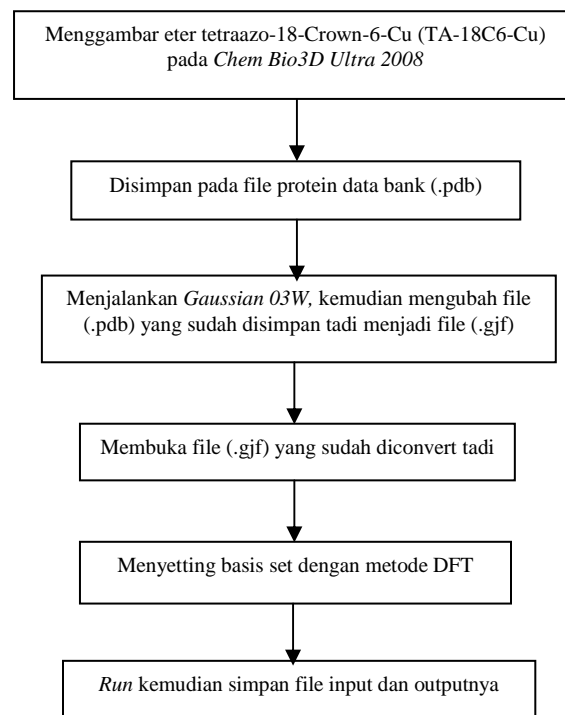 Menggambar eter tetraazo-18-Crown-6-Cu (TA-18C6-Cu)
pada Chem Bio3D Ultra 2008
Disimpan pada file protein data bank (.pdb)
Menjalankan Gaussian 03W, kemudian mengubah file
(.pdb) yang sudah disimpan tadi menjadi file (.gjf)
Membuka file (.gjf) yang sudah diconvert tadi
Menyetting basis set dengan metode DFT
Run kemudian simpan file input dan outputnya